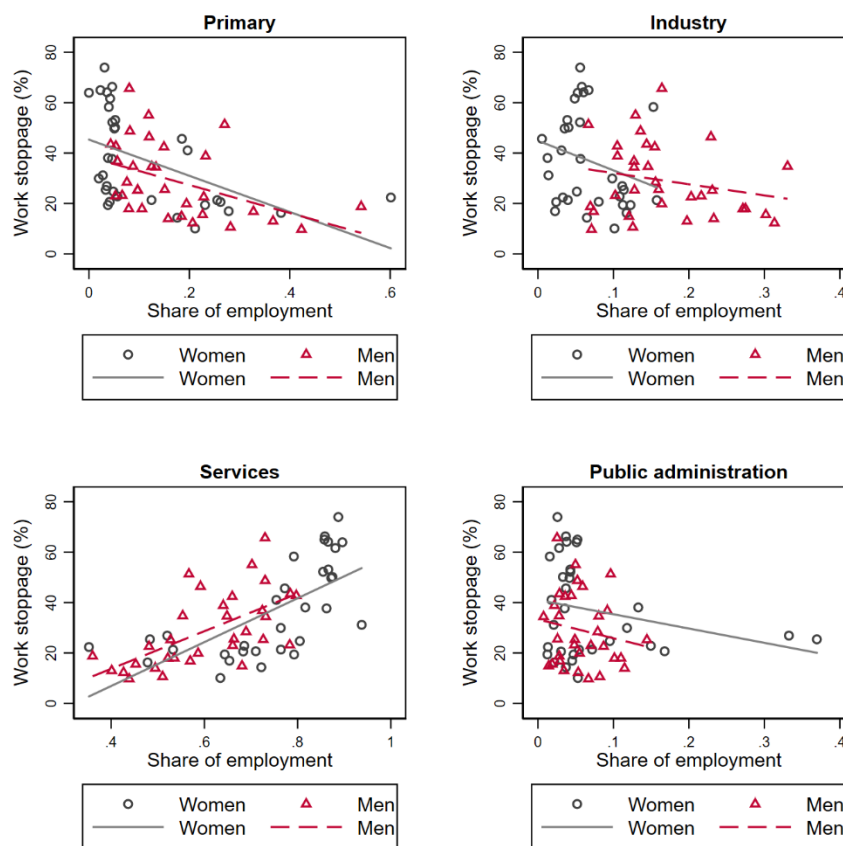 Primary
Work stoppage (%)
80
60
40
20
0
0 .2 .4 .6
Share of employment
Women Men
Women Men
Industry
Work stoppage (%)
80
60
40
20
0
0 .1 .2 .3 .4
Share of employment
Women Men
Women Men
Services
Work stoppage (%)
80
60
40
20
0
.4 .6 .8 1
Share of employment
Women Men
Women Men
Public administration
Work stoppage (%)
80
60
40
20
0
0 .1 .2 .3 .4
Share of employment
Women Men
Women Men